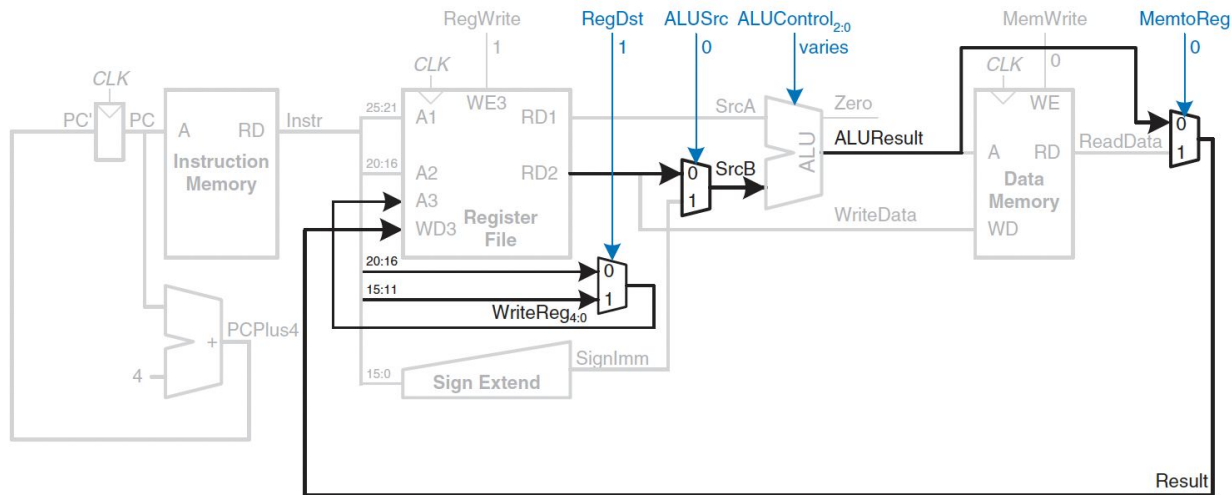 RegWrite RegDst ALUSrc ALUControl2:0 MemWrite MemtoReg
1 1 0 varies 0 0
CLK CLK CLK
PC' PC A RD Instr 25:21 A1 WE3 RD1 SrcA Zero WE
Instruction Memory
20:16 A2 RD2 0 SrcB ALU ALUResult A RD ReadData 0
A3 1 Data Memory 1
WD3 Register File WriteData WD
20:16 0
15:11 1
WriteReg4:0
PCPlus4
+
4
15:0 Sign Extend SignImm
Result